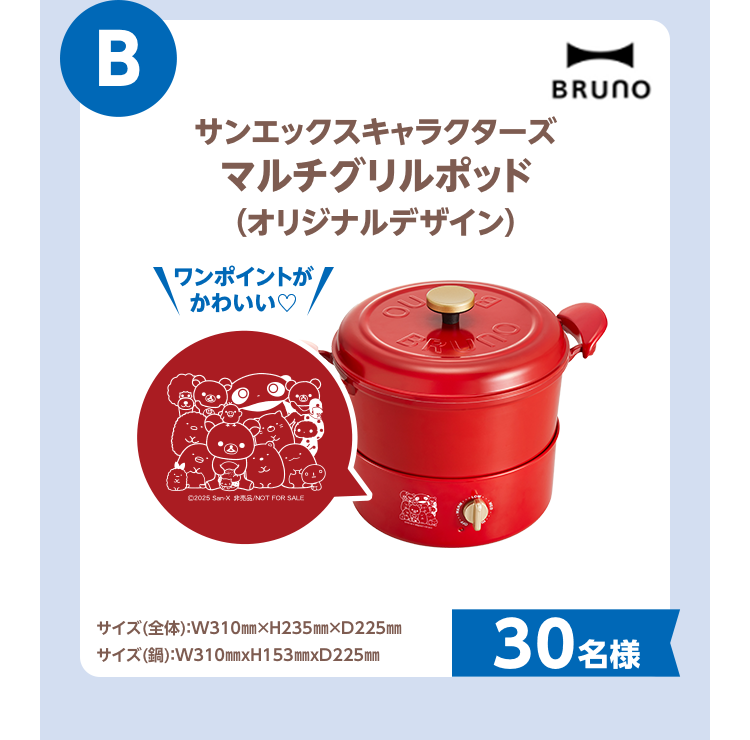 B
BRUNO
サンエックスキャラクターズ
マルチグリルポッド
（オリジナルデザイン）
ワンポイントが
かわいい♡
BRUNO
©2025 San-X 非売品/NOT FOR SALE
サイズ(全体)：W310㎜×H235㎜×D225㎜
サイズ(鍋)：W310㎜xH153㎜xD225㎜
30名様